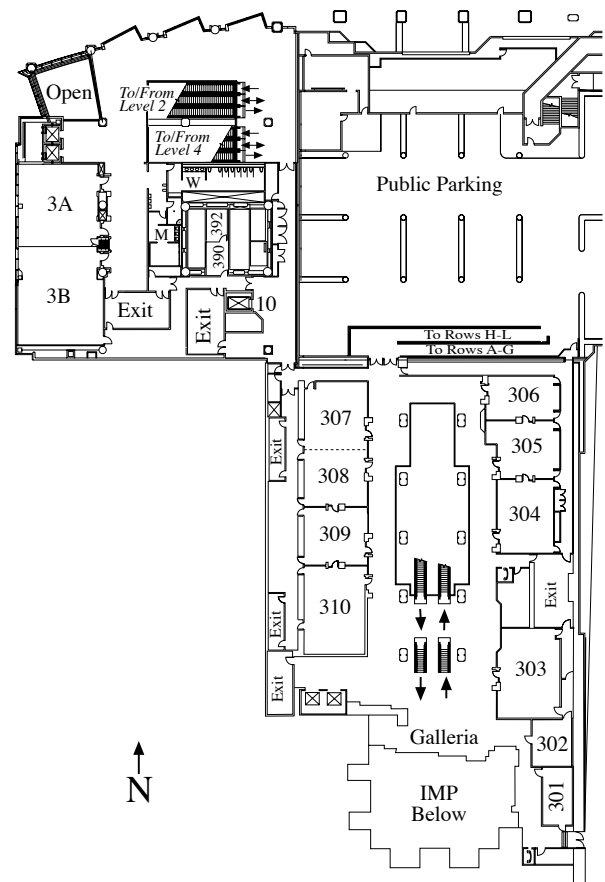 Open
To/From
Level 2
To/From
Level 4
W
3A
Public Parking
392
M
390
3B
Exit
Exit
10
To Rows H-L
To Rows A-G
306
307
305
Exit
308
304
309
Exit
310
Exit
303
Exit
Galleria
302
N
IMP
Below
301